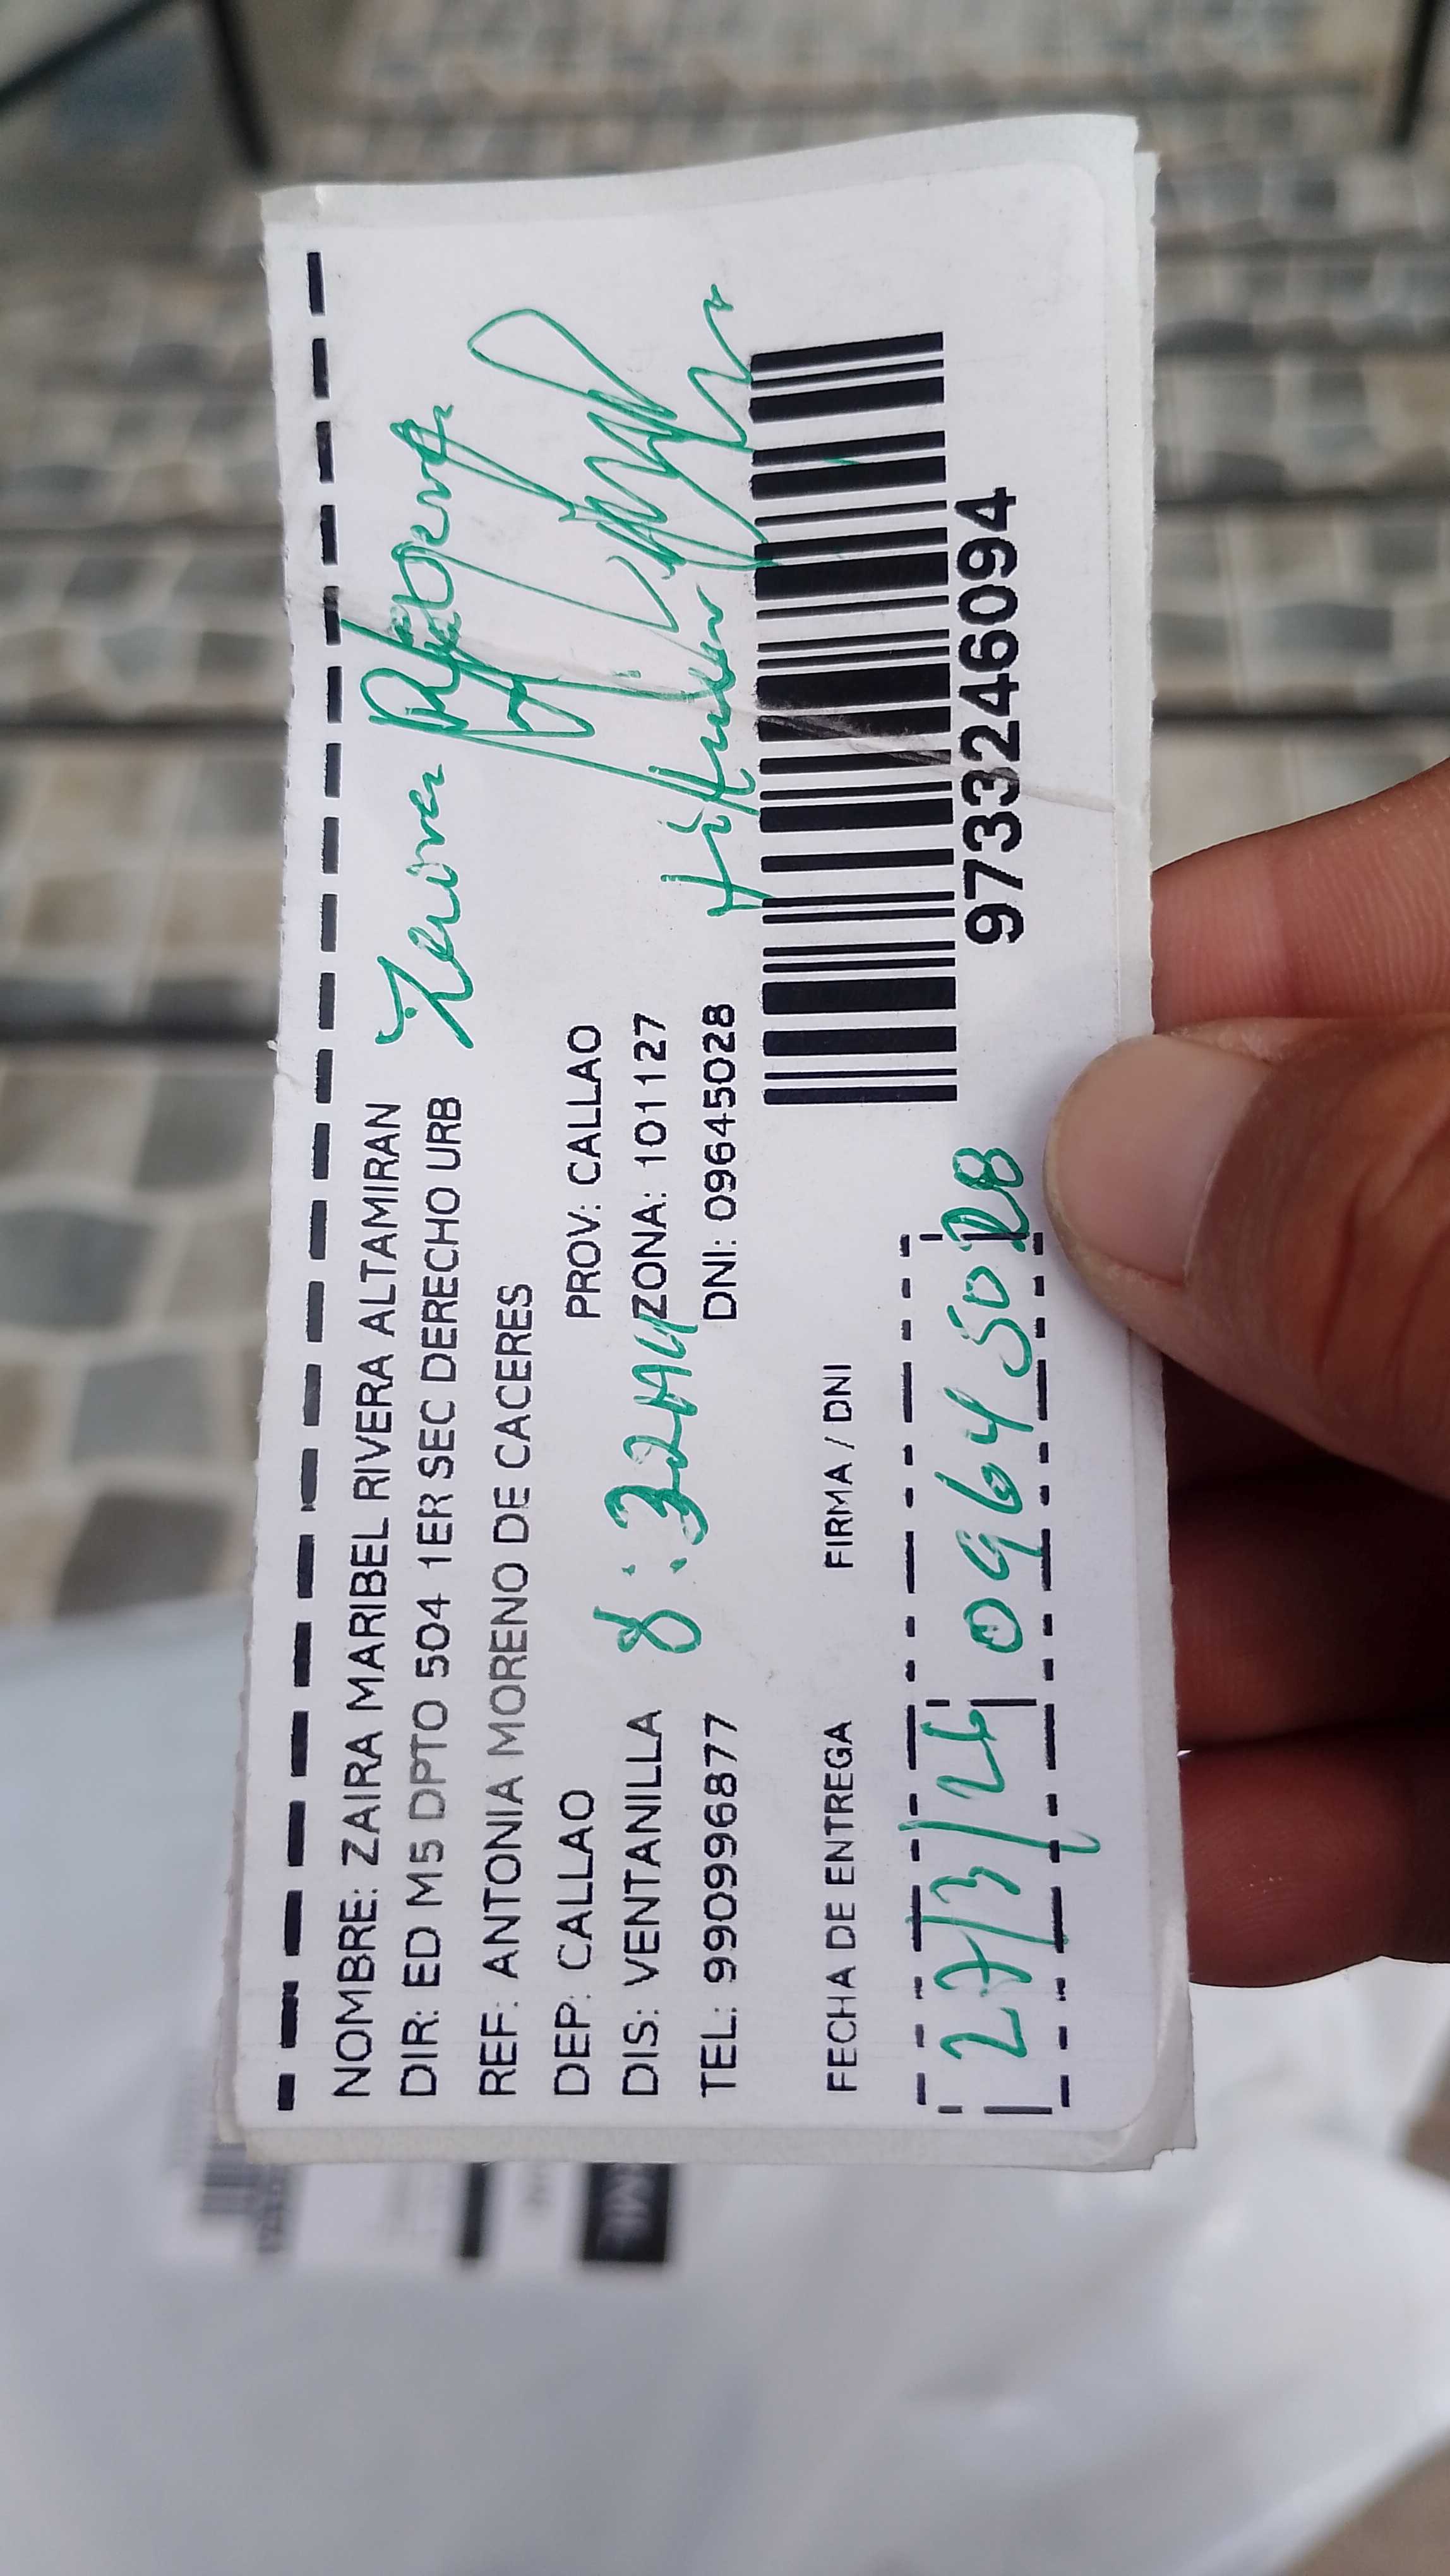 NOMBRE: ZAIRA MARIBEL RIVERA ALTAMIRAN
DIR: ED M5 DPTO 504 1ER SEC DERECHO URB
REF: ANTONIA MORENO DE CACERES
DEP: CALLAO PROV: CALLAO
DIS: VENTANILLA 8:32AM ZONA: 101127
TEL: 990996877 DNI: 09645028
Titular
FECHA DE ENTREGA FIRMA / DNI
27/3/26 09645028
9733246094